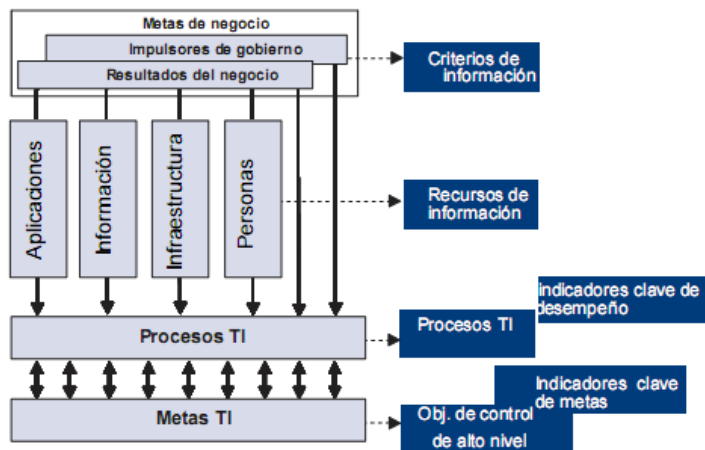 Metas de negocio
Impulsores de gobierno
Resultados del negocio
Criterios de
información
Aplicaciones
Información
Infraestructura
Personas
Recursos de
información
indicadores clave de
desempeño
Procesos TI
Procesos TI
Indicadores clave
de metas
Metas TI
Obj. de control
de alto nivel